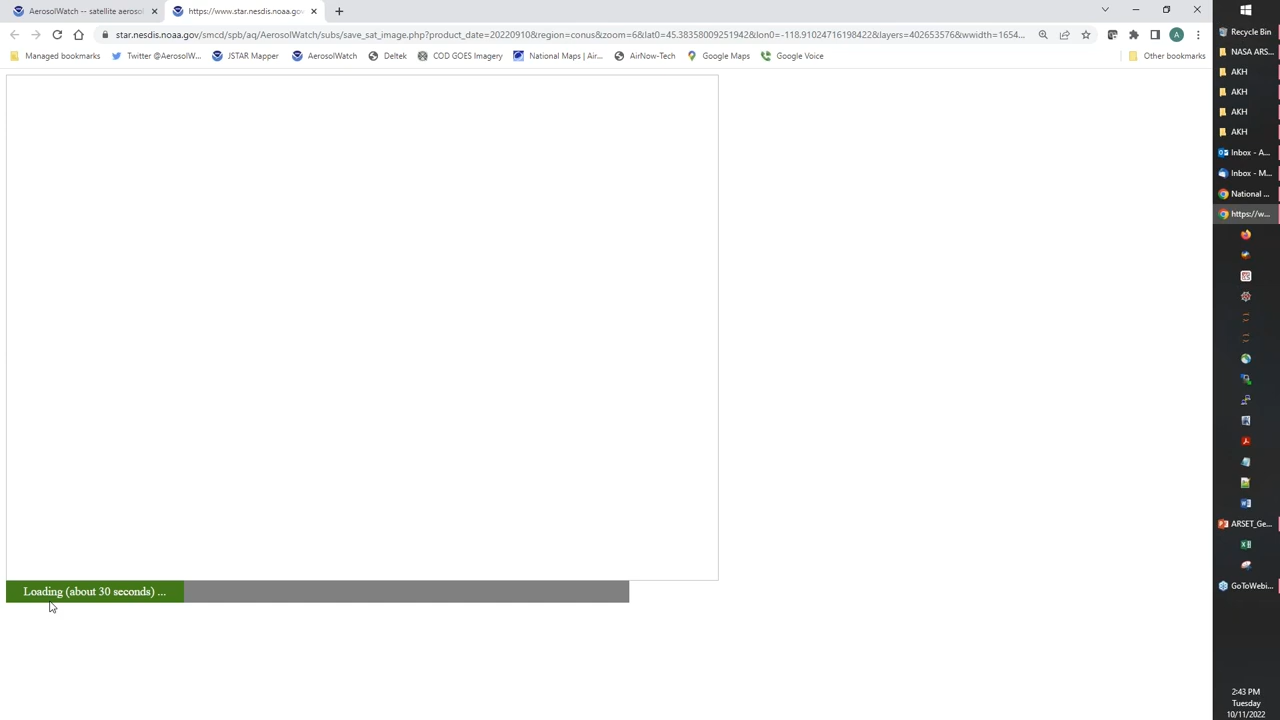 AerosolWatch -- satellite aeroso
https://www.star.nesdis.noaa.gov
star.nesdis.noaa.gov/smcd/spb/aq/AerosolWatch/subs/save_sat_image.php?product_date=20220910&region=conus&zoom=6&lat0=45.38358009251942&lon0=-118.91024716198422&layers=402653576&wwidth=1654...
Managed bookmarks
Twitter @AerosolW...
JSTAR Mapper
AerosolWatch
Deltek
COD GOES Imagery
National Maps | Air...
AirNow-Tech
Google Maps
Google Voice
Other bookmarks
Loading (about 30 seconds) ...
Recycle Bin
NASA ARS...
AKH
AKH
AKH
AKH
Inbox - A...
Inbox - M...
National ...
https://w...
ARSET_Ge...
GoToWebi...
2:43 PM
Tuesday
10/11/2022